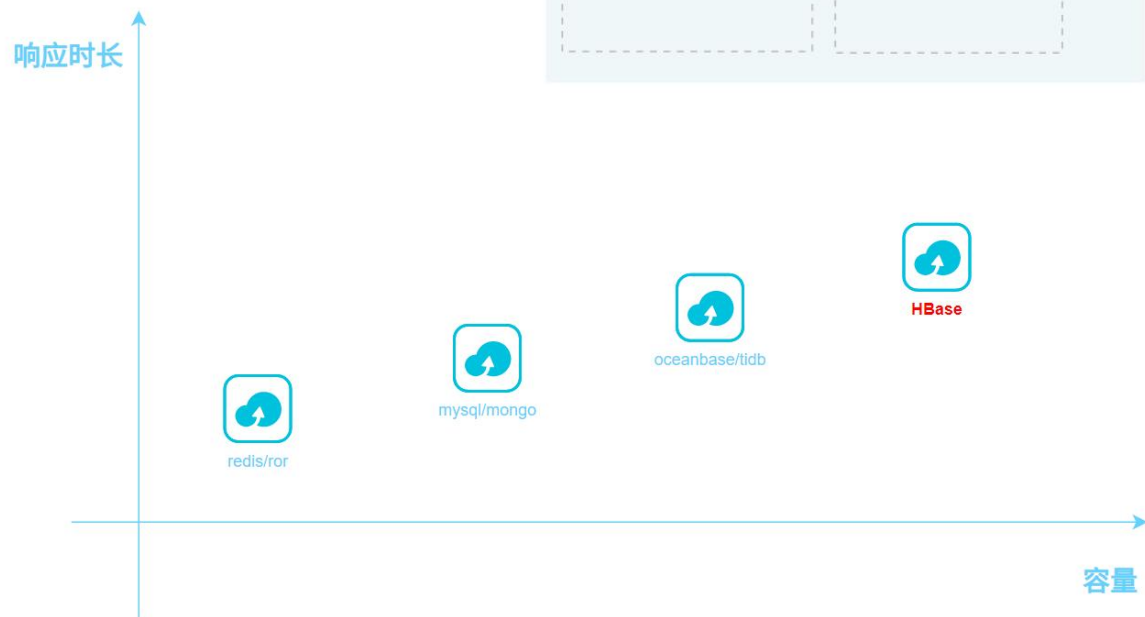 响应时长
HBase
oceanbase/tidb
mysql/mongo
redis/ror
容量